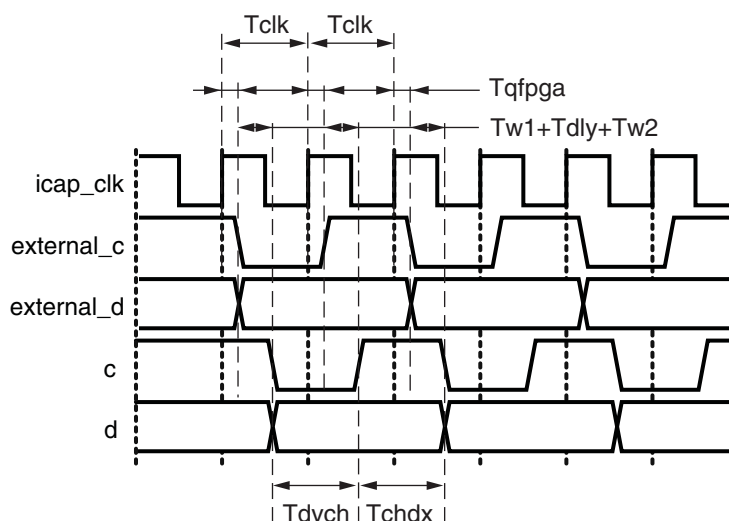 Tclk Tclk
Tqfpga
Tw1+Tdly+Tw2
icap_clk
external_c
external_d
c
d
Tdvch Tchdx